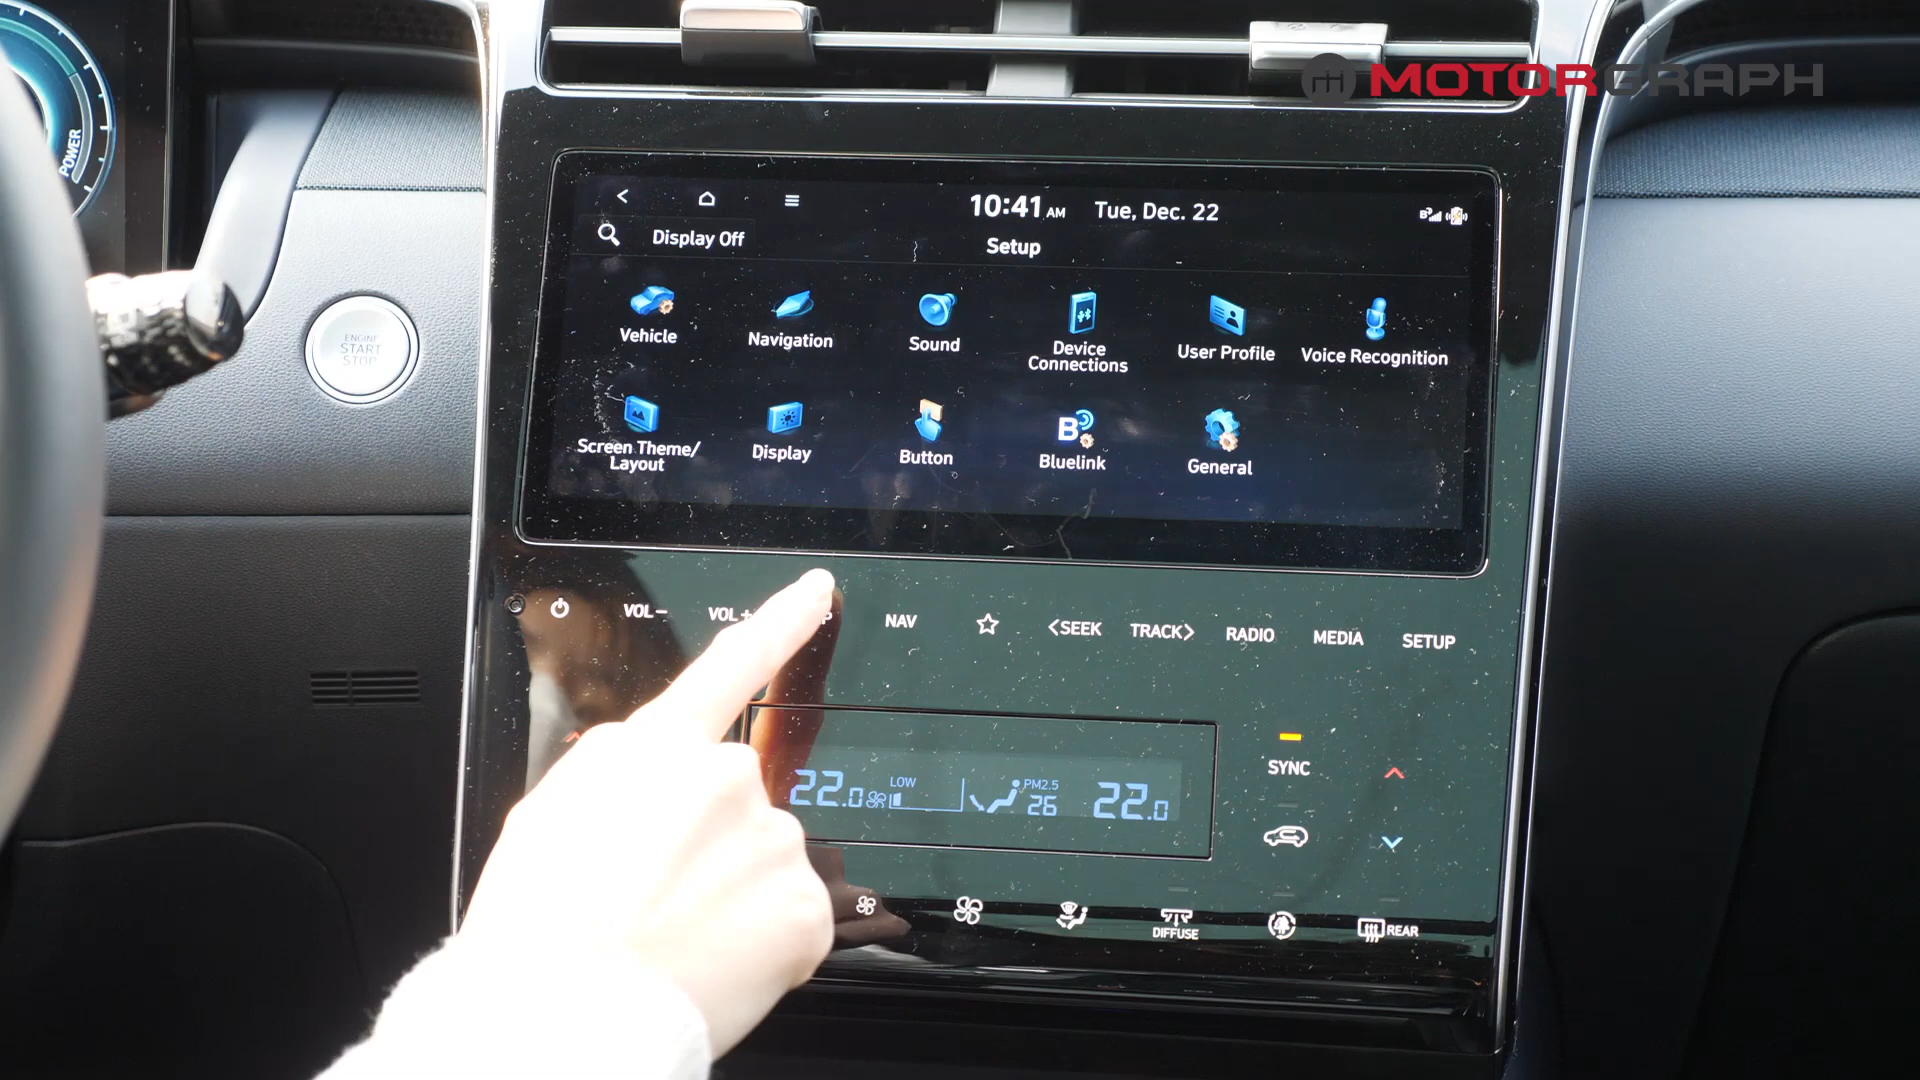 MOTORGRAPH
POWER
10:41 AM Tue, Dec. 22
Display Off
Setup
ENGINE
START
STOP
Vehicle
Navigation
Sound
Device
Connections
User Profile
Voice Recognition
Screen Theme/
Layout
Display
Button
Bluelink
General
VOL− VOL+ NAV <SEEK TRACK> RADIO MEDIA SETUP
22.0 LOW PM2.5
26 22.0
SYNC
DIFFUSE
REAR